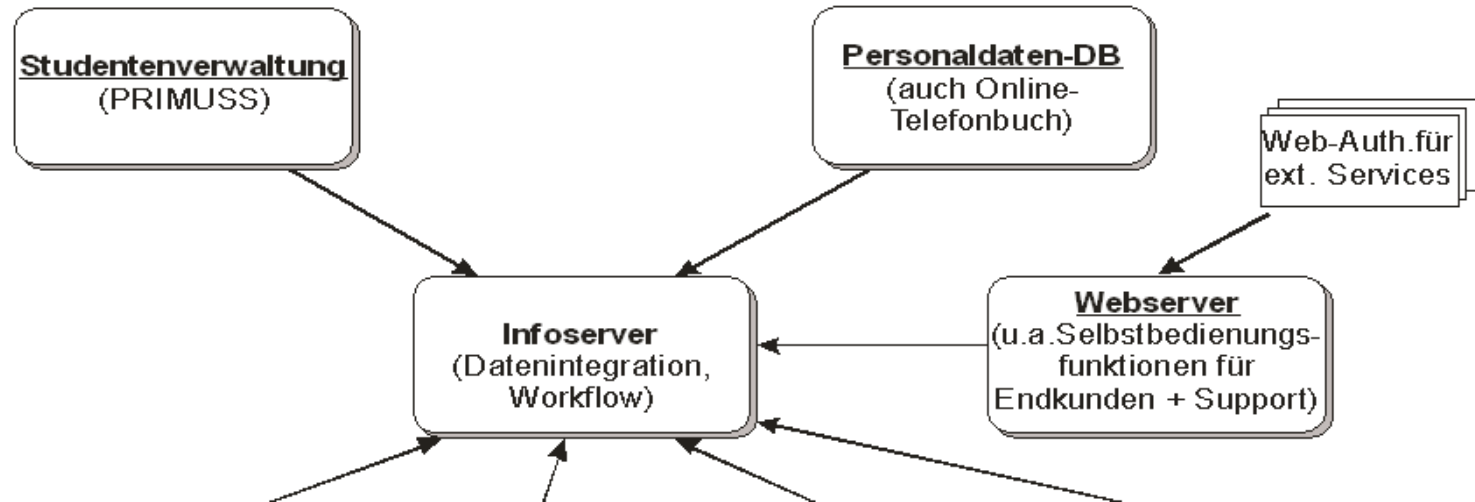 Studentenverwaltung
(PRIMUSS)
Personaldaten-DB
(auch Online-
Telefonbuch)
Web-Auth.für
ext. Services
Infoserver
(Datenintegration,
Workflow)
Webserver
(u.a.Selbstbedienungs-
funktionen für
Endkunden + Support)